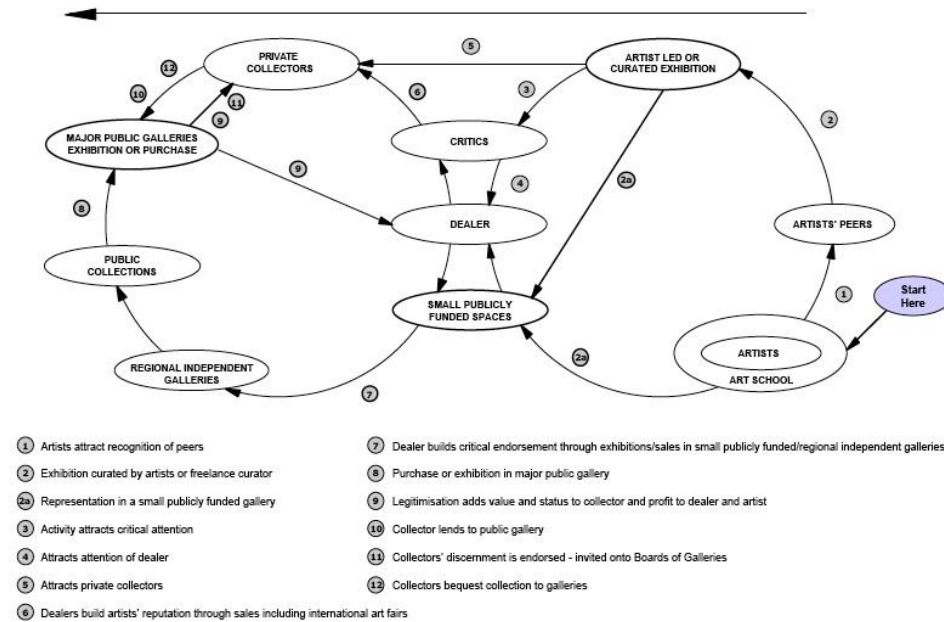 PRIVATE
COLLECTORS
ARTIST LED OR
CURATED EXHIBITION
MAJOR PUBLIC GALLERIES
EXHIBITION OR PURCHASE
CRITICS
DEALER
ARTISTS' PEERS
PUBLIC
COLLECTIONS
SMALL PUBLICLY
FUNDED SPACES
Start
Here
REGIONAL INDEPENDENT
GALLERIES
ARTISTS
ART SCHOOL
12
5
10
6
3
11
9
2
9
4
2a
8
1
2a
7
1 Artists attract recognition of peers
2 Exhibition curated by artists or freelance curator
2a Representation in a small publicly funded gallery
3 Activity attracts critical attention
4 Attracts attention of dealer
5 Attracts private collectors
6 Dealers build artists' reputation through sales including international art fairs
7 Dealer builds critical endorsement through exhibitions/sales in small publicly funded/regional independent galleries
8 Purchase or exhibition in major public gallery
9 Legitimisation adds value and status to collector and profit to dealer and artist
10 Collector lends to public gallery
11 Collectors' discernment is endorsed - invited onto Boards of Galleries
12 Collectors bequest collection to galleries